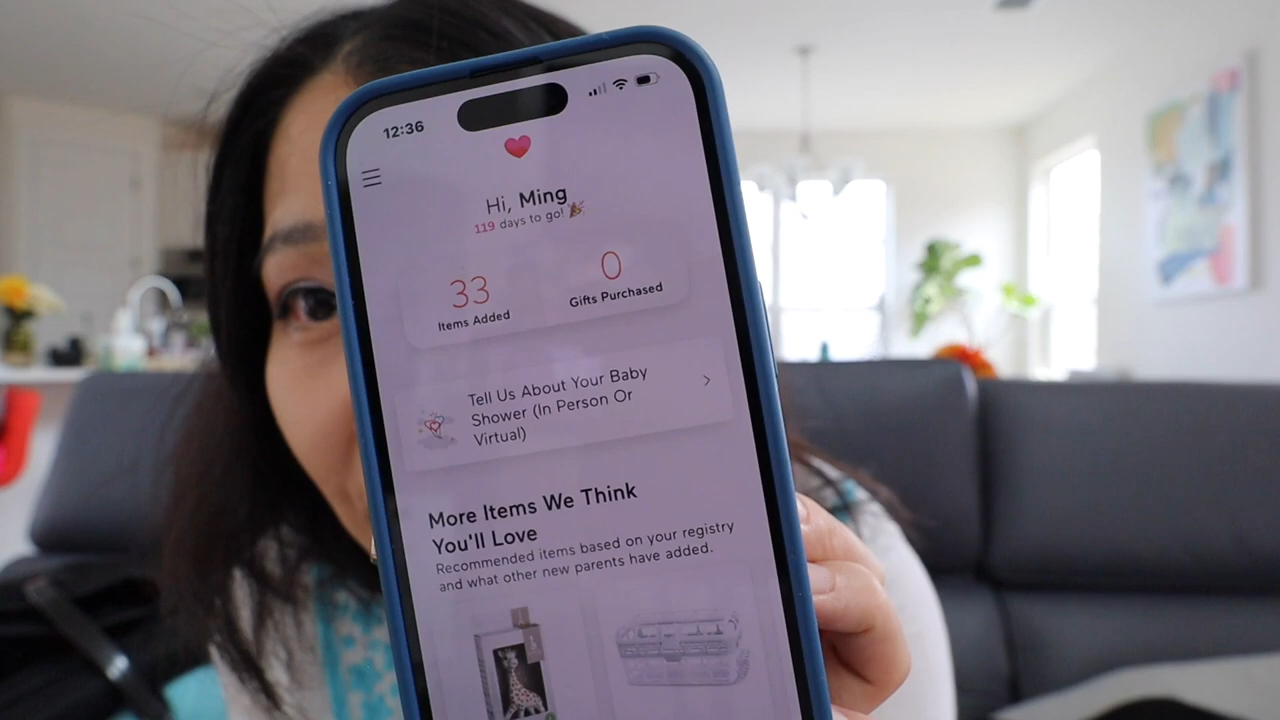 12:36
Hi, Ming
119 days to go!
33
0
Items Added
Gifts Purchased
Tell Us About Your Baby
Shower (In Person Or
Virtual)
More Items We Think
You'll Love
Recommended items based on your registry
and what other new parents have added.